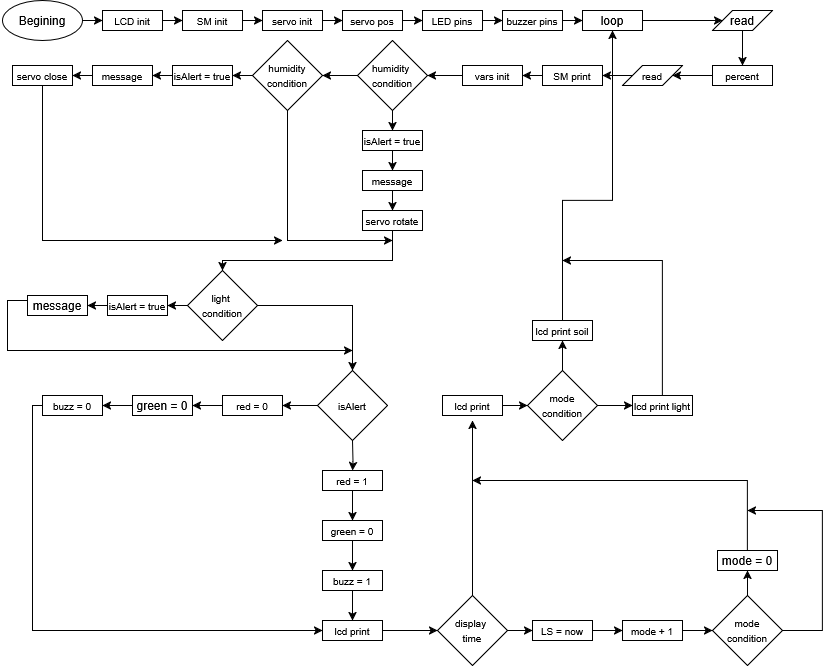 Begining
LCD init
SM init
servo init
servo pos
LED pins
buzzer pins
loop
read
servo close
message
isAlert = true
humidity
condition
humidity
condition
vars init
SM print
read
percent
isAlert = true
message
servo rotate
light
condition
isAlert = true
message
lcd print soil
buzz = 0
green = 0
red = 0
isAlert
lcd print
mode
condition
lcd print light
red = 1
green = 0
buzz = 1
mode = 0
lcd print
display
time
LS = now
mode + 1
mode
condition